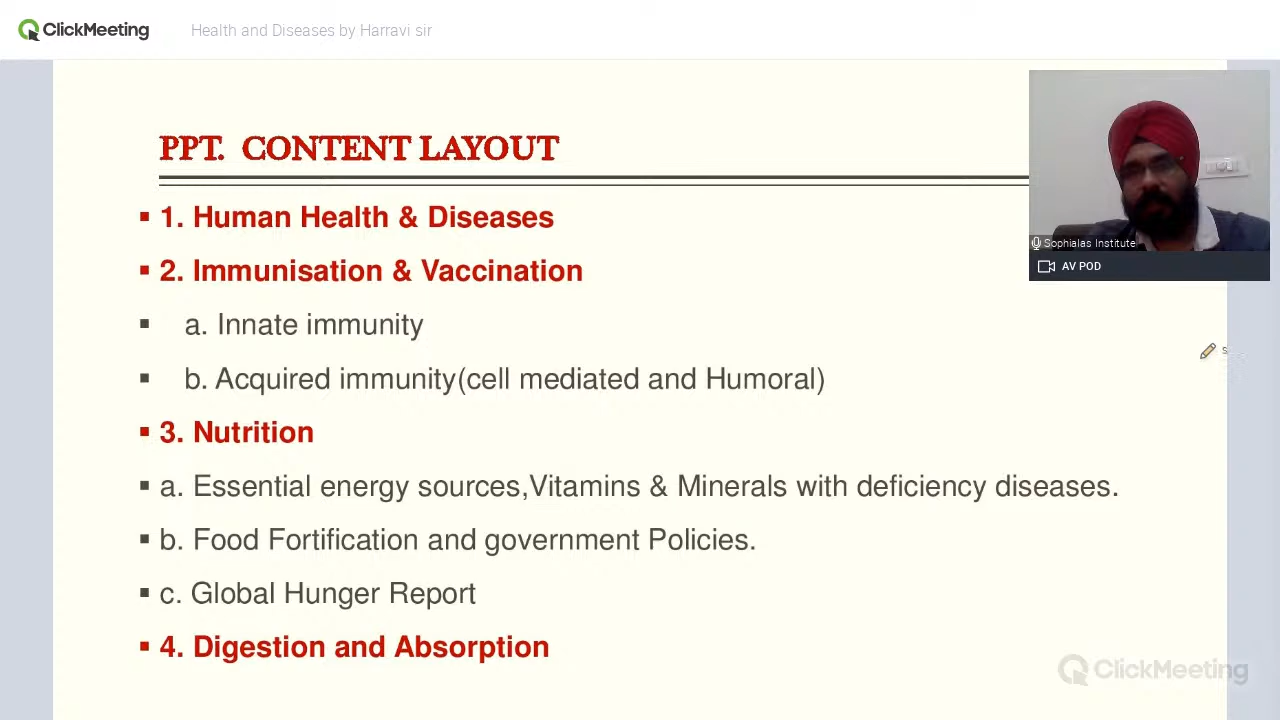 ClickMeeting
Health and Diseases by Harravi sir
PPT. CONTENT LAYOUT
▪ 1. Human Health & Diseases
▪ 2. Immunisation & Vaccination
▪ a. Innate immunity
▪ b. Acquired immunity(cell mediated and Humoral)
▪ 3. Nutrition
▪ a. Essential energy sources,Vitamins & Minerals with deficiency diseases.
▪ b. Food Fortification and government Policies.
▪ c. Global Hunger Report
▪ 4. Digestion and Absorption
Sophialas Institute
AV POD
ClickMeeting